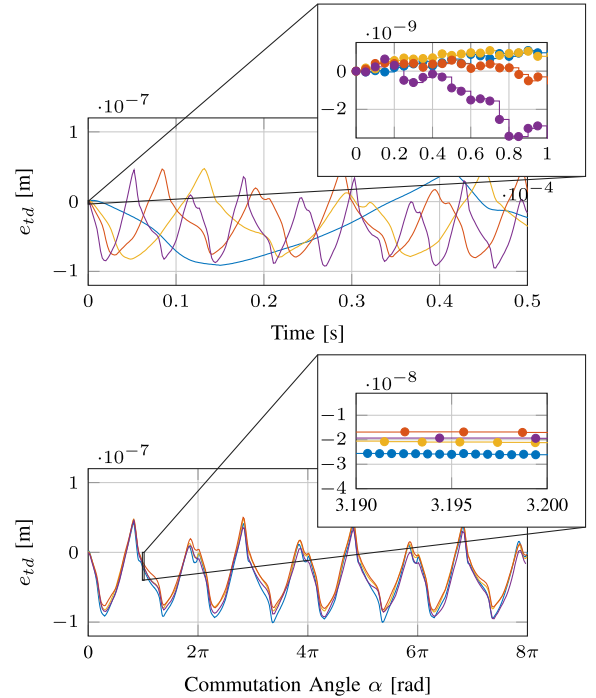 ·10⁻⁹
0
−2
0 0.2 0.4 0.6 0.8 1
·10⁻⁴
·10⁻⁷
1
0
−1
e_td [m]
0 0.1 0.2 0.3 0.4 0.5
Time [s]
·10⁻⁸
−1
−2
−3
−4
3.190 3.195 3.200
·10⁻⁷
1
0
−1
e_td [m]
0 2π 4π 6π 8π
Commutation Angle α [rad]